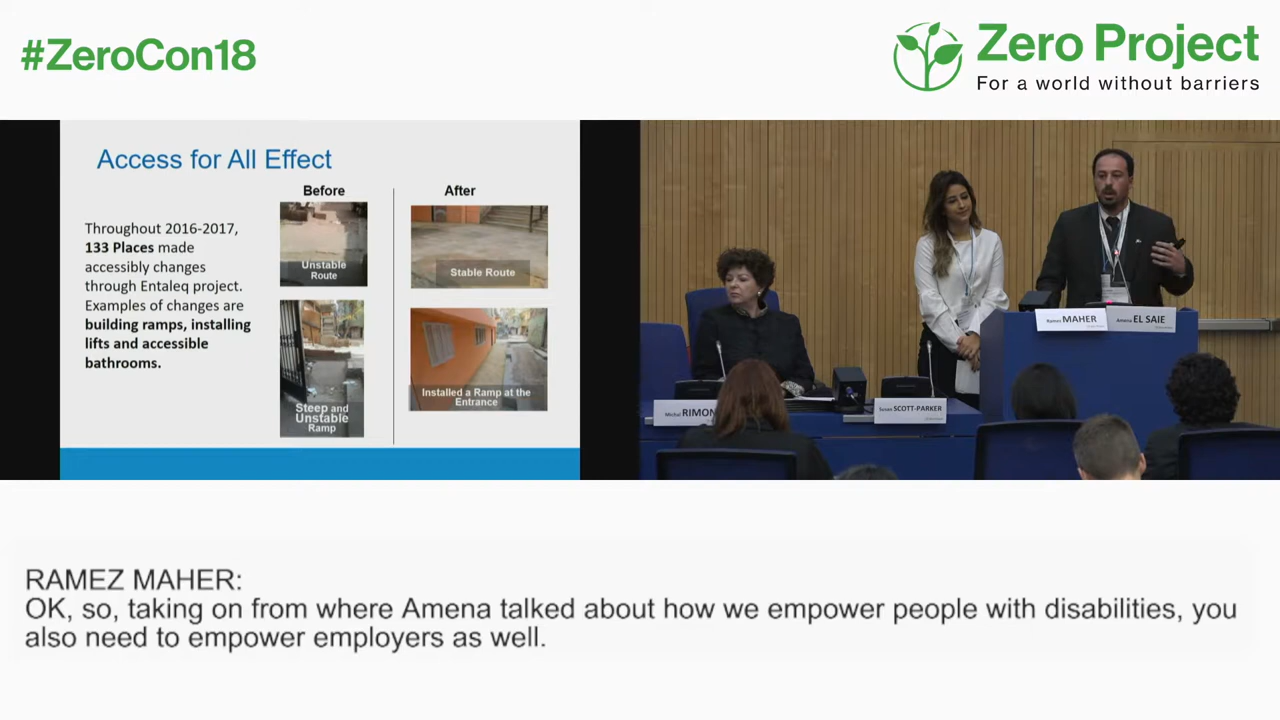 #ZeroCon18
Zero Project
For a world without barriers
Access for All Effect
Before
After
Throughout 2016-2017,
133 Places made
accessibly changes
through Entaleq project.
Examples of changes are
building ramps, installing
lifts and accessible
bathrooms.
Unstable
Route
Stable Route
Steep and
Unstable
Ramp
Installed a Ramp at the
Entrance
Ramez MAHER
Amena EL SAIE
Michal RIMON
Susan SCOTT-PARKER
RAMEZ MAHER:
OK, so, taking on from where Amena talked about how we empower people with disabilities, you
also need to empower employers as well.